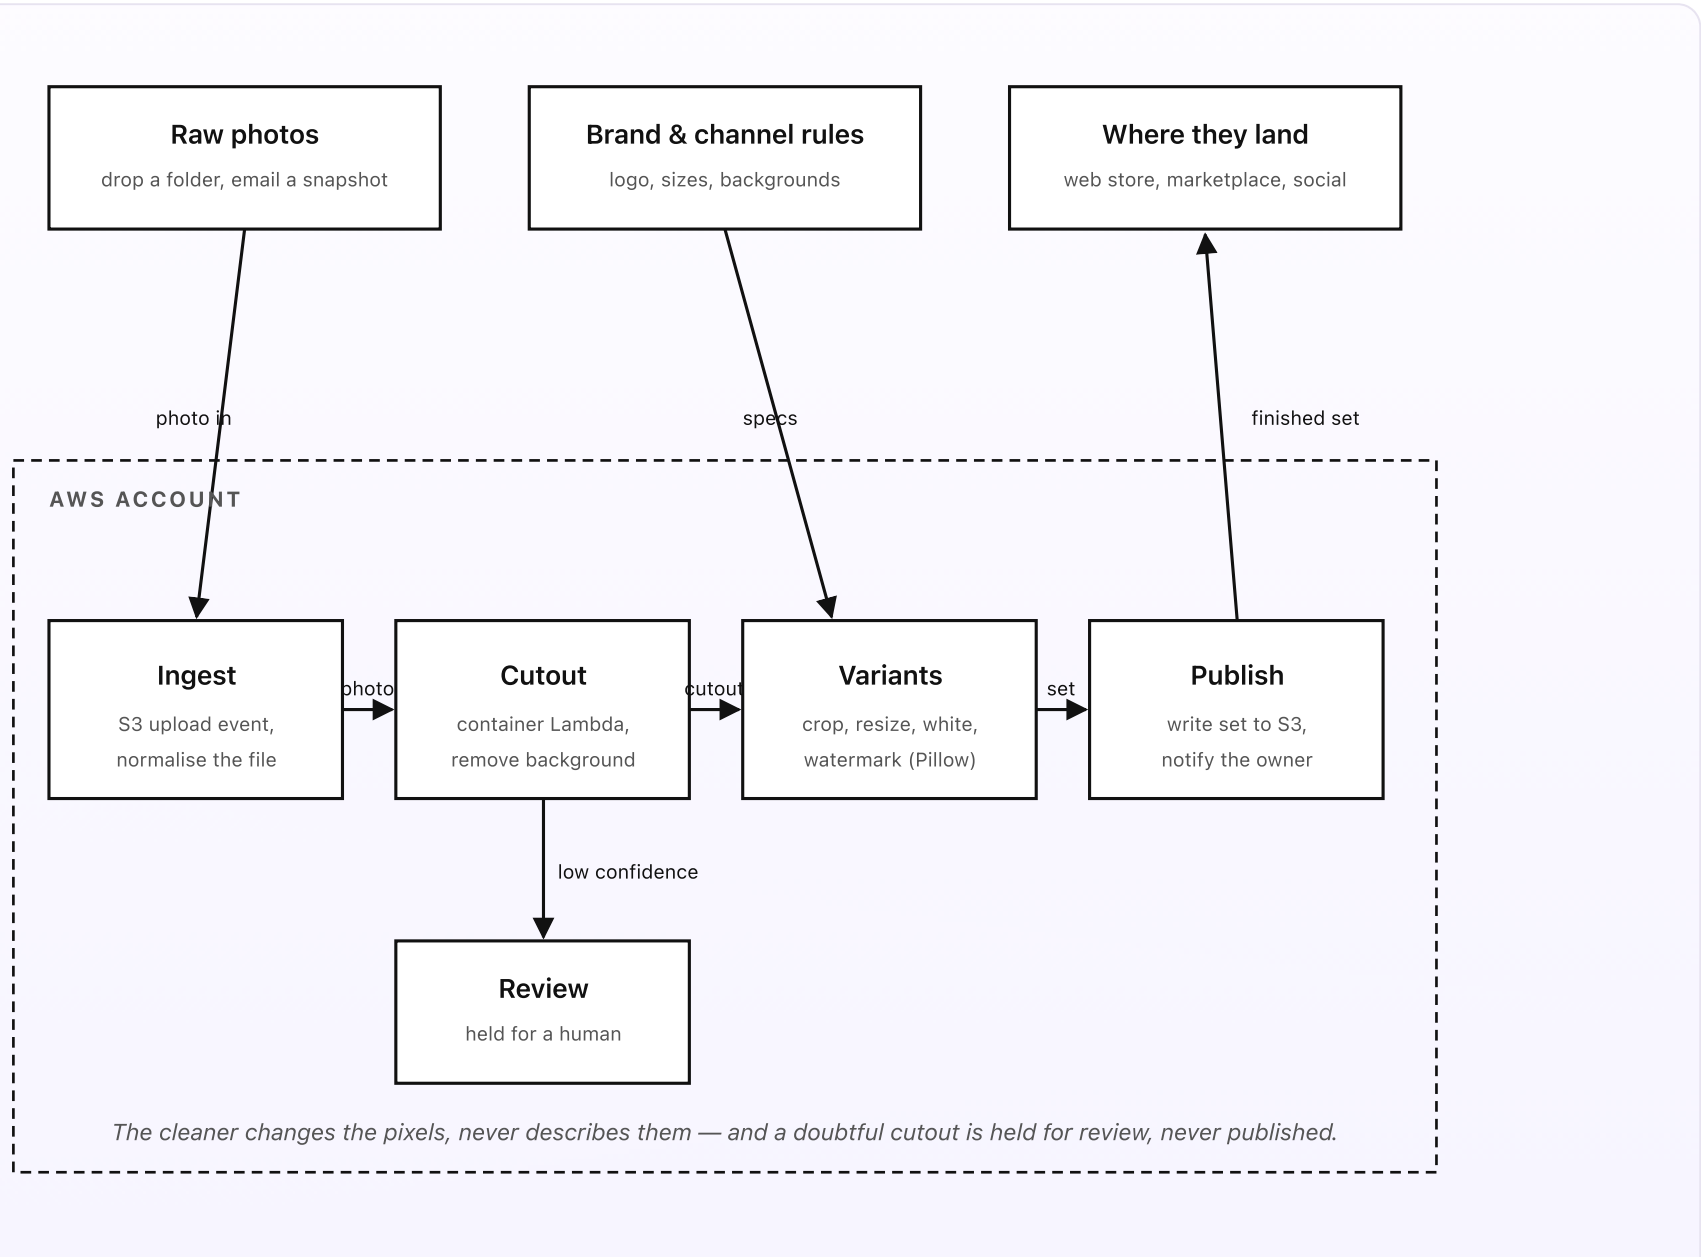 Raw photos
drop a folder, email a snapshot
Brand & channel rules
logo, sizes, backgrounds
Where they land
web store, marketplace, social
photo in
specs
finished set
AWS ACCOUNT
Ingest
S3 upload event,
normalise the file
photo
Cutout
container Lambda,
remove background
cutout
Variants
crop, resize, white,
watermark (Pillow)
set
Publish
write set to S3,
notify the owner
low confidence
Review
held for a human
The cleaner changes the pixels, never describes them — and a doubtful cutout is held for review, never published.